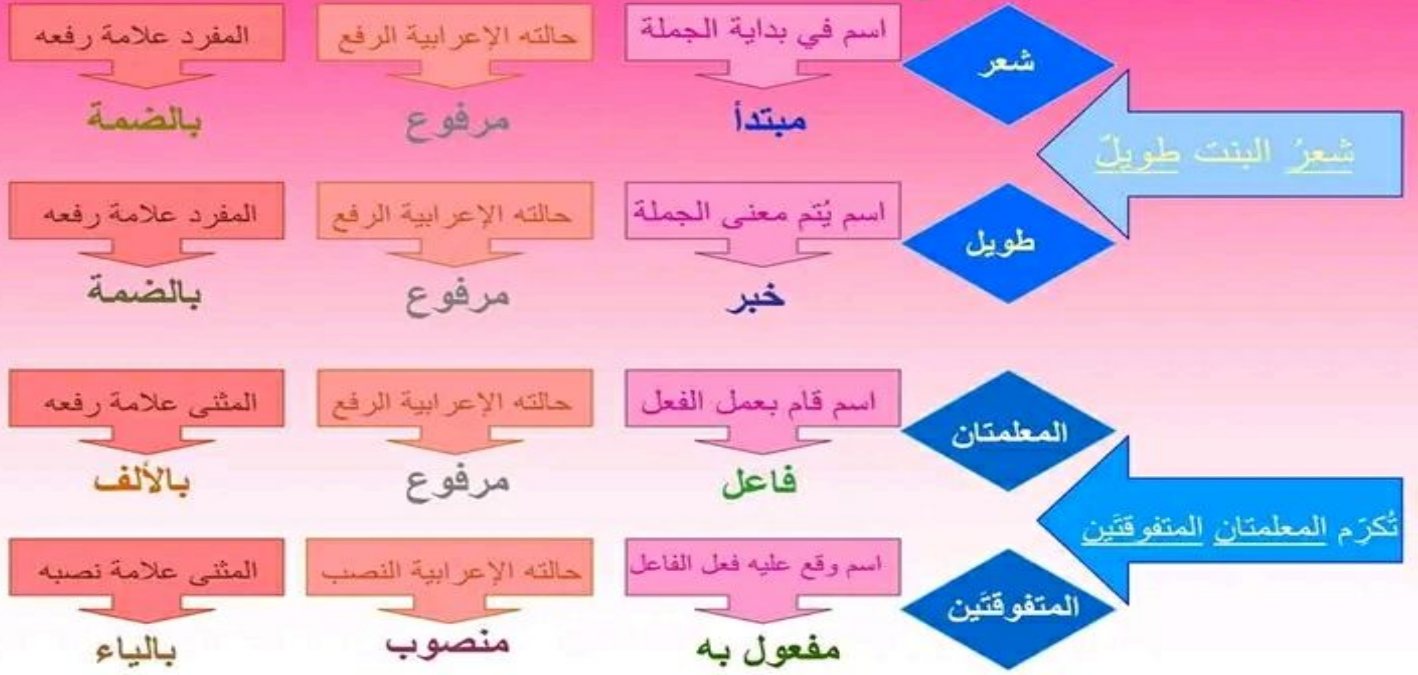 شعرُ البنت طويلٌ
شعر
اسم في بداية الجملة
حالته الإعرابية الرفع
المفرد علامة رفعه
مبتدأ
مرفوع
بالضمة
طويل
اسم يُتم معنى الجملة
حالته الإعرابية الرفع
المفرد علامة رفعه
خبر
مرفوع
بالضمة
تُكرَم المعلمتان المتفوقتَين
المعلمتان
اسم قام بعمل الفعل
حالته الإعرابية الرفع
المثنى علامة رفعه
فاعل
مرفوع
بالألف
المتفوقتَين
اسم وقع عليه فعل الفاعل
حالته الإعرابية النصب
المثنى علامة نصبه
مفعول به
منصوب
بالياء